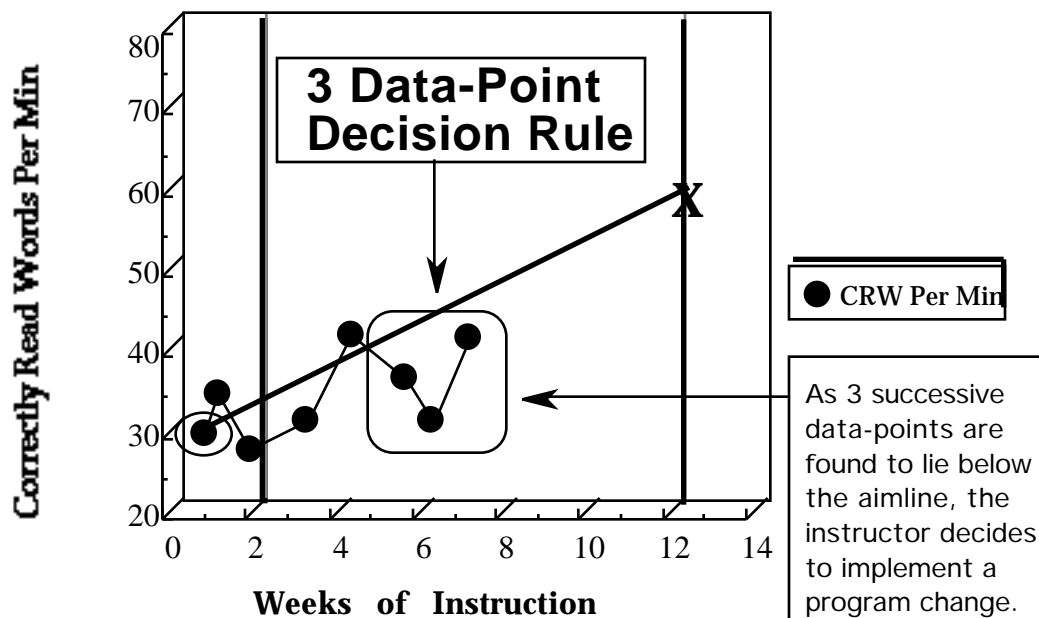 3 Data-Point
Decision Rule
Correctly Read Words Per Min
80
70
60
50
40
30
20
X
0 2 4 6 8 10 12 14
Weeks of Instruction
CRW Per Min
As 3 successive
data-points are
found to lie below
the aimline, the
instructor decides
to implement a
program change.